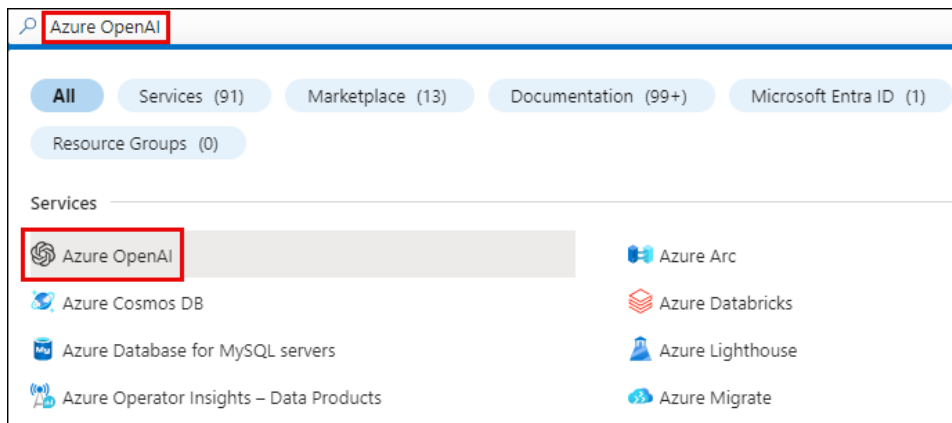 Azure OpenAI
All Services (91) Marketplace (13) Documentation (99+) Microsoft Entra ID (1)
Resource Groups (0)
Services
Azure OpenAI Azure Arc
Azure Cosmos DB Azure Databricks
My Azure Database for MySQL servers Azure Lighthouse
Azure Operator Insights – Data Products Azure Migrate